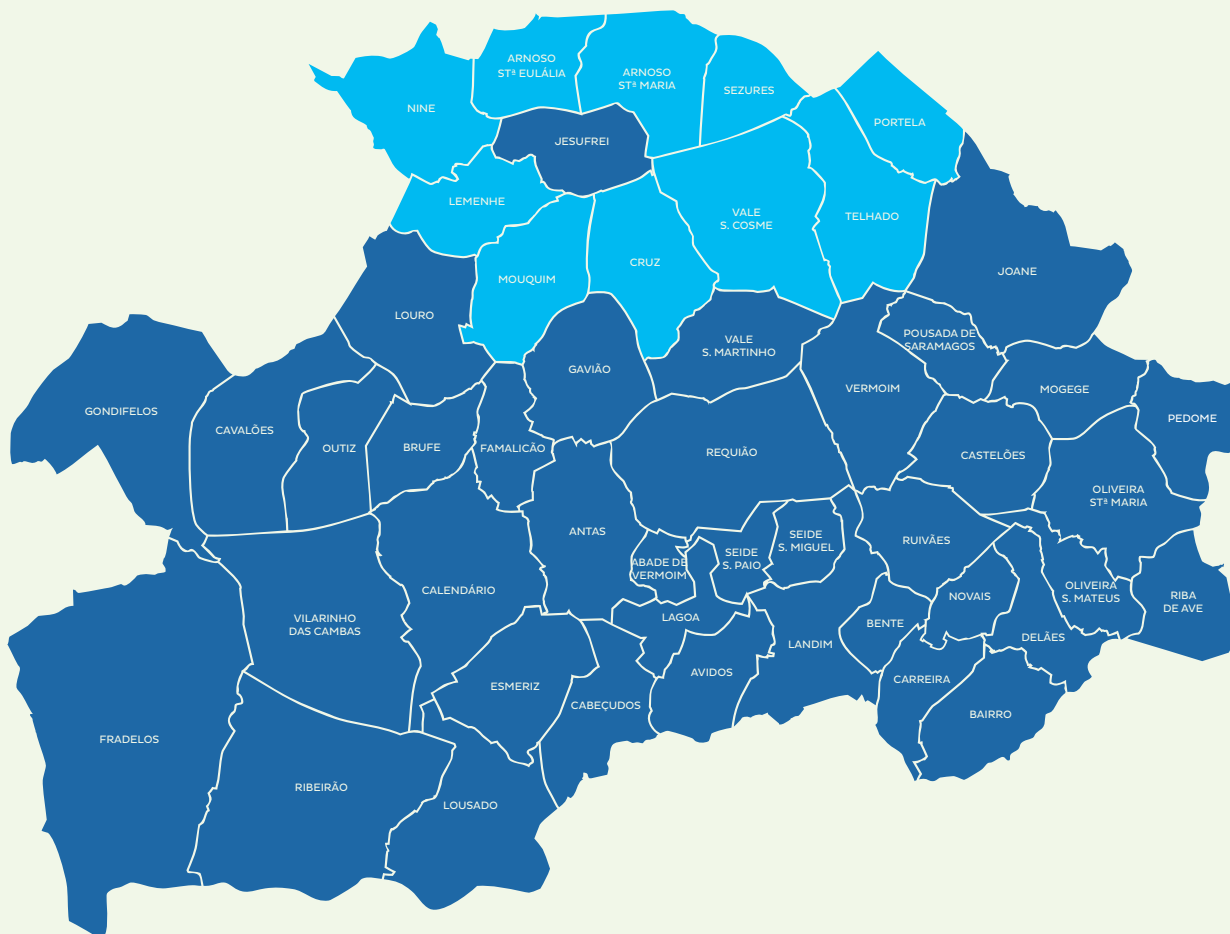 ARNOSO
STª EULÁLIA
ARNOSO
STª MARIA
SEZURES
NINE
PORTELA
JESUFREI
LEMENHE
VALE
S. COSME
TELHADO
CRUZ
MOUQUIM
JOANE
LOURO
POUSADA DE
SARAMAGOS
VALE
S. MARTINHO
GAVIÃO
VERMOIM
MOGEGE
GONDIFELOS
PEDOME
CAVALÕES
OUTIZ
BRUFE
FAMALICÃO
REQUIÃO
CASTELÕES
OLIVEIRA
STª MARIA
ANTAS
SEIDE
S. MIGUEL
RUIVÃES
SEIDE
S. PAIO
ABADE DE
VERMOIM
CALENDÁRIO
OLIVEIRA
S. MATEUS
NOVAIS
RIBA
DE AVE
VILARINHO
DAS CAMBAS
LAGOA
BENTE
DELÃES
LANDIM
AVIDOS
CARREIRA
ESMERIZ
CABEÇUDOS
BAIRRO
FRADELOS
RIBEIRÃO
LOUSADO